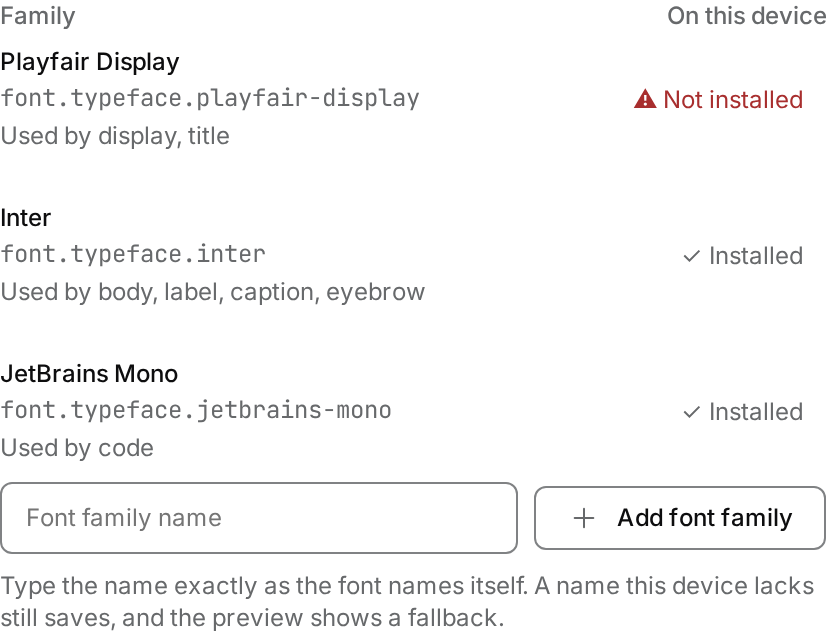 Family On this device
Playfair Display
font.typeface.playfair-display Not installed
Used by display, title
Inter
font.typeface.inter Installed
Used by body, label, caption, eyebrow
JetBrains Mono
font.typeface.jetbrains-mono Installed
Used by code
Font family name Add font family
Type the name exactly as the font names itself. A name this device lacks
still saves, and the preview shows a fallback.